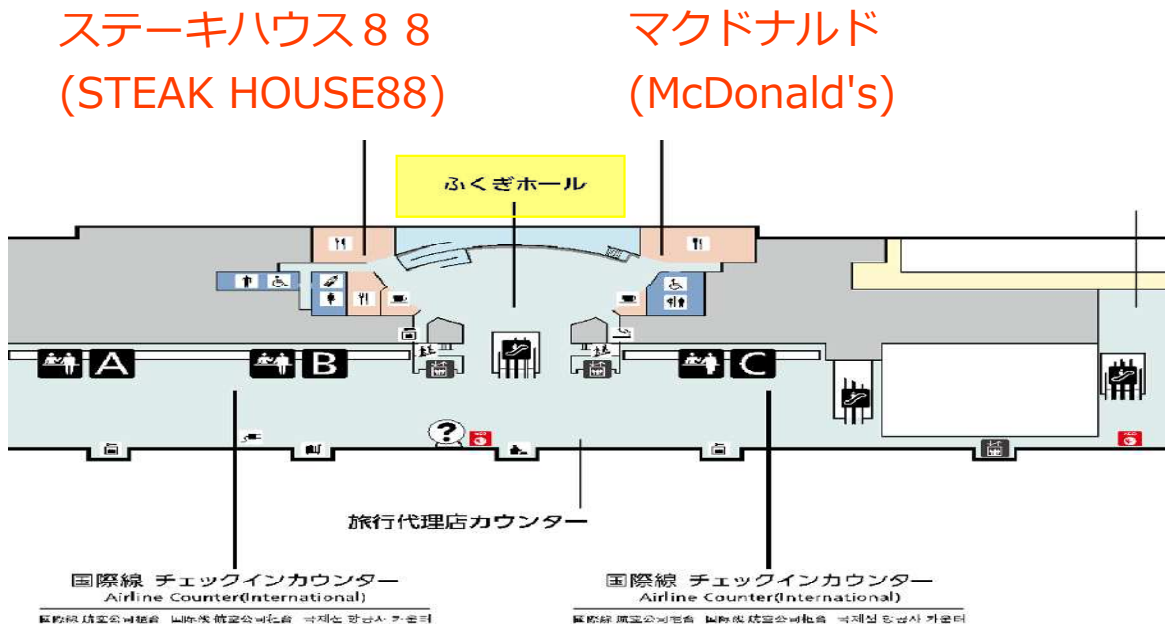 ステーキハウス８８
(STEAK HOUSE88)
マクドナルド
(McDonald's)
ふくぎホール
A
B
C
?
旅行代理店カウンター
国際線 チェックインカウンター
Airline Counter(International)
国際線 チェックインカウンター
Airline Counter(International)